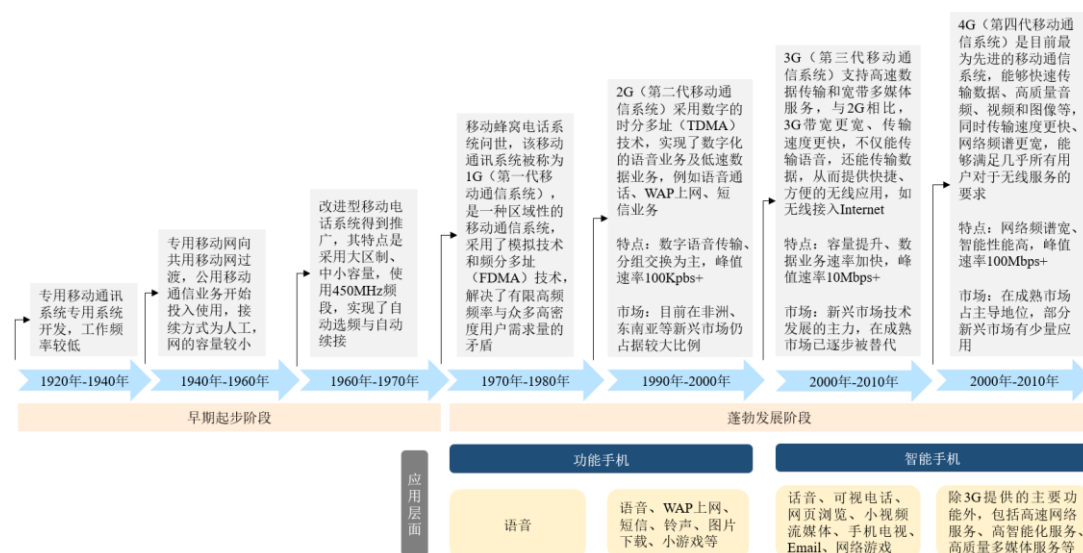 专用移动通讯
系统专用系统
开发，工作频
率较低
专用移动网向
共用移动网过
渡，公用移动
通信业务开始
投入使用，接
续方式为人工，
网的容量较小
改进型移动电
话系统得到推
广，其特点是
采用大区制、
中小容量，使
用450MHz频
段，实现了自
动选频与自动
续接
移动蜂窝电话系
统问世，该移动
通讯系统被称为
1G（第一代移
动通信系统），
是一种区域性的
移动通信系统，
采用了模拟技术
和频分多址
（FDMA）技术，
解决了有限高频
频率与众多高密
度用户需求量的
矛盾
2G（第二代移动通
信系统）采用数字的
时分多址（TDMA）
技术，实现了数字化
的语音业务及低速数
据业务，例如语音通
话、WAP上网、短
信业务
特点：数字语音传输、
分组交换为主，峰值
速率100Kpbs+
市场：目前在非洲、
东南亚等新兴市场仍
占据较大比例
3G（第三代移动通
信系统）支持高速数
据传输和宽带多媒体
服务，与2G相比，
3G带宽更宽、传输
速度更快，不仅能传
输语音，还能传输数
据，从而提供快捷、
方便的无线应用，如
无线接入Internet
特点：容量提升、数
据业务速率加快，峰
值速率10Mbps+
市场：新兴市场技术
发展的主力，在成熟
市场已逐步被替代
4G（第四代移动通
信系统）是目前最
为先进的移动通信
系统，能够快速传
输数据、高质量音
频、视频和图像等，
同时传输速度更快、
网络频谱更宽，能
够满足几乎所有用
户对于无线服务的
要求
特点：网络频谱宽、
智能性能高，峰值
速率100Mbps+
市场：在成熟市场
占主导地位，部分
新兴市场有少量应
用
1920年-1940年
1940年-1960年
1960年-1970年
1970年-1980年
1990年-2000年
2000年-2010年
2000年-2010年
早期起步阶段
蓬勃发展阶段
应用层面
功能手机
智能手机
语音
语音、WAP上网、
短信、铃声、图片
下载、小游戏等
话音、可视电话、
网页浏览、小视频
流媒体、手机电视、
Email、网络游戏
除3G提供的主要功
能外，包括高速网络
服务、高智能化服务、
高质量多媒体服务等